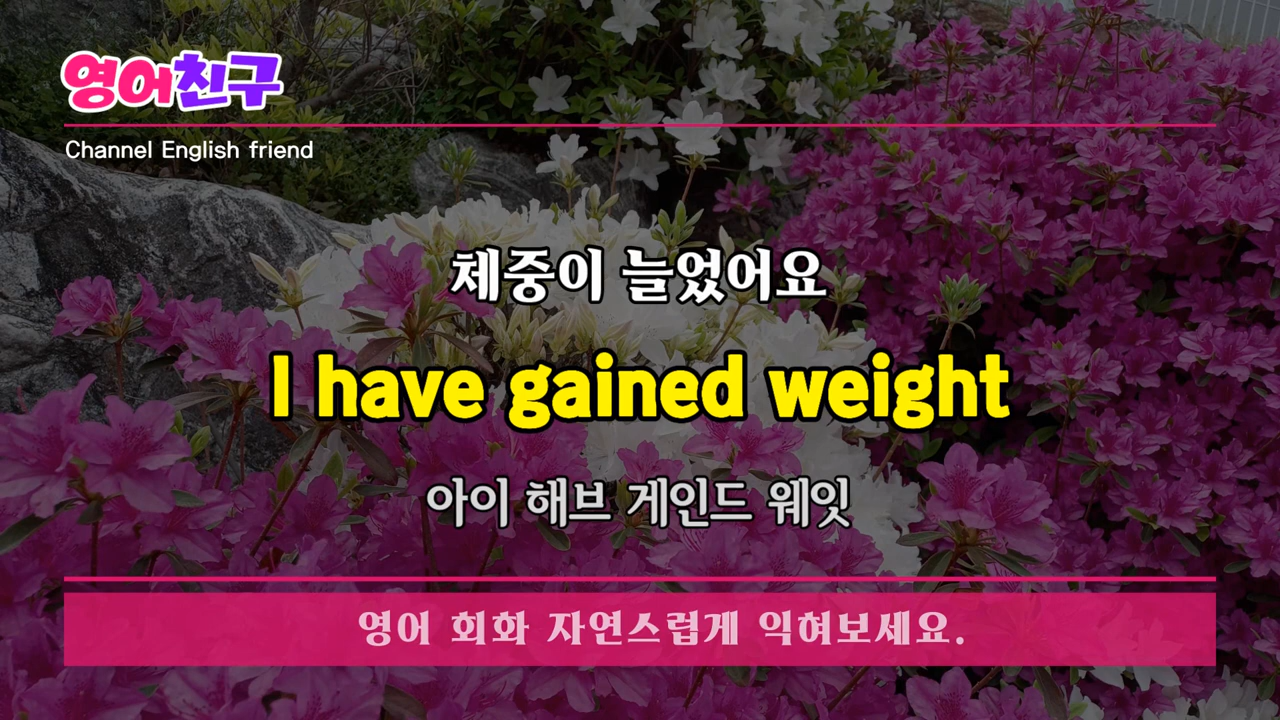 영어친구
Channel English friend
체중이 늘었어요
I have gained weight
아이 해브 게인드 웨잇
영어 회화 자연스럽게 익혀보세요.